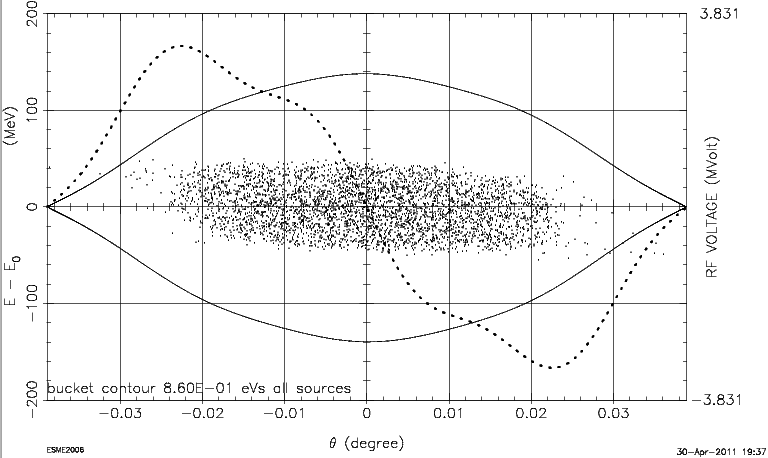 200
3.831
100
0
-100
-200
E - E0 (MeV)
RF VOLTAGE (MVolt)
bucket contour 8.60E-01 eVs all sources
-3.831
-0.03 -0.02 -0.01 0 0.01 0.02 0.03
θ (degree)
ESME2006
30-Apr-2011 19:37